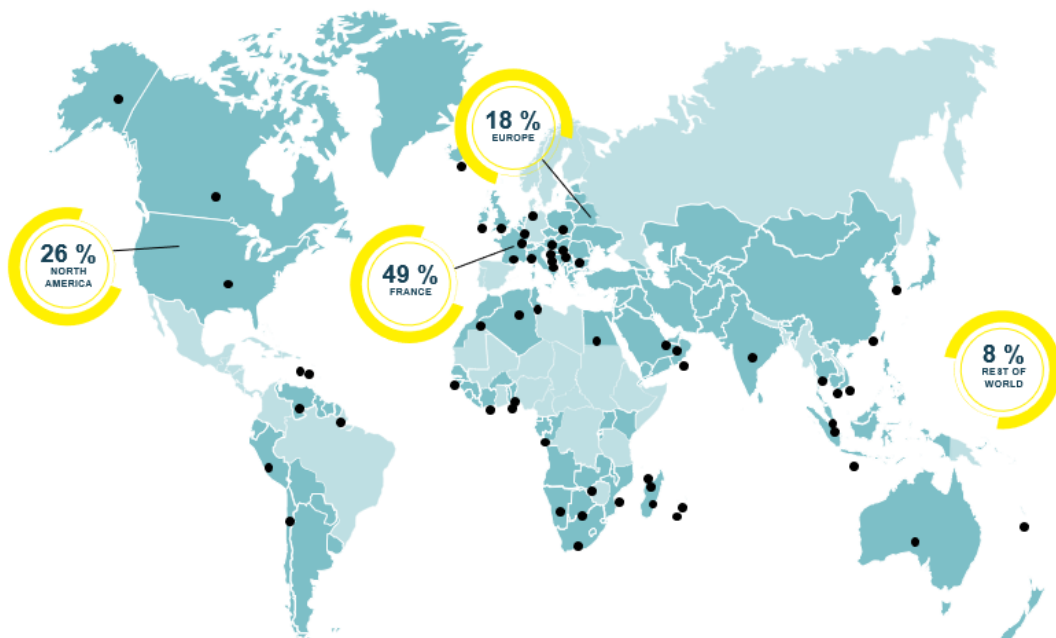 18 %
EUROPE
26 %
NORTH
AMERICA
49 %
FRANCE
8 %
REST OF
WORLD